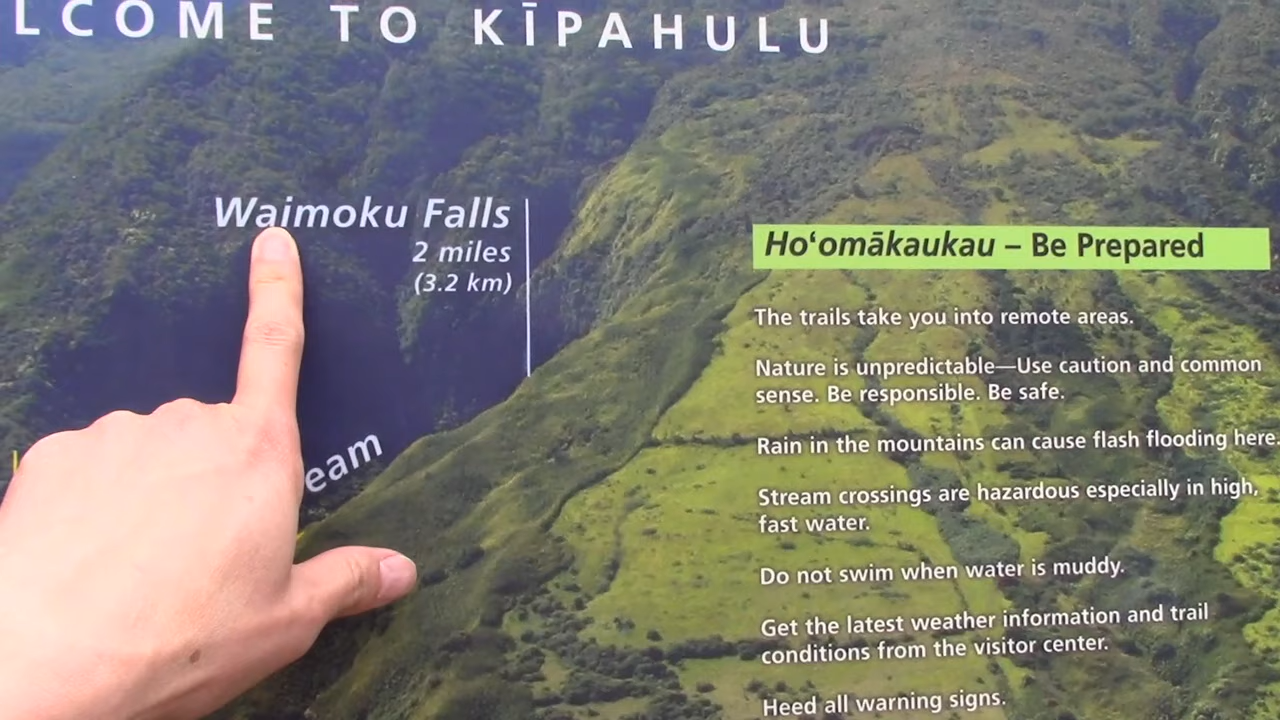 LCOME TO KĪPAHULU
Waimoku Falls
2 miles
(3.2 km)
eam
Hoʻomākaukau – Be Prepared
The trails take you into remote areas.
Nature is unpredictable—Use caution and common
sense. Be responsible. Be safe.
Rain in the mountains can cause flash flooding here.
Stream crossings are hazardous especially in high,
fast water.
Do not swim when water is muddy.
Get the latest weather information and trail
conditions from the visitor center.
Heed all warning signs.